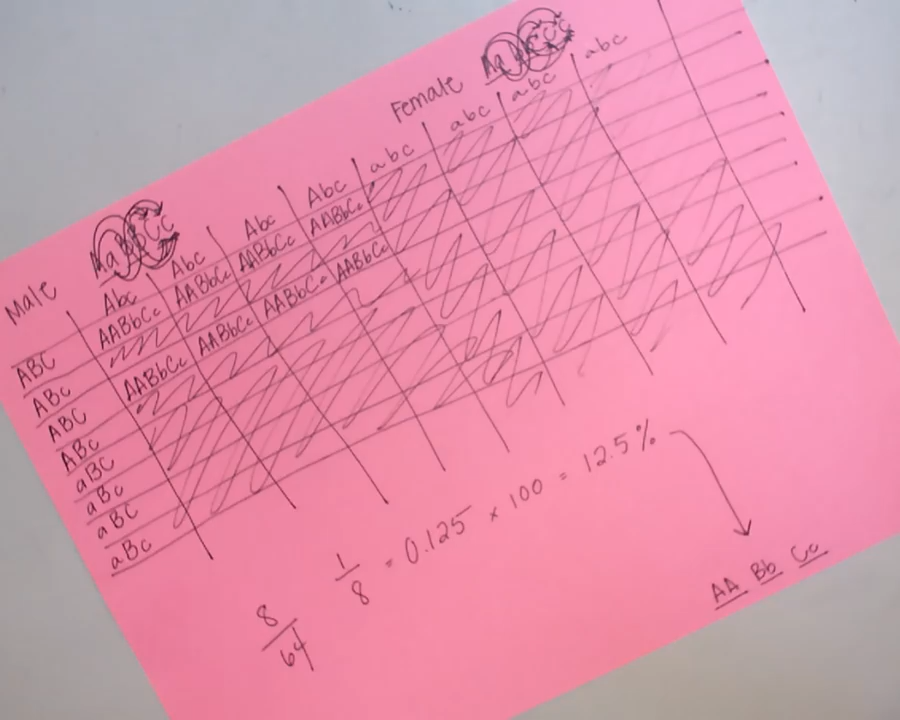 Female
abc
Abc Abc Abc Abc abc abc abc
Male AaBBCc
ABC AABbCc AABbCc AABbCc AABbCc
ABc
ABC AABbCc AABbCc AABbCc AABbCc
ABc
aBC
aBc
aBC
aBc
8/64 1/8 = 0.125 × 100 = 12.5%
AA Bb Cc